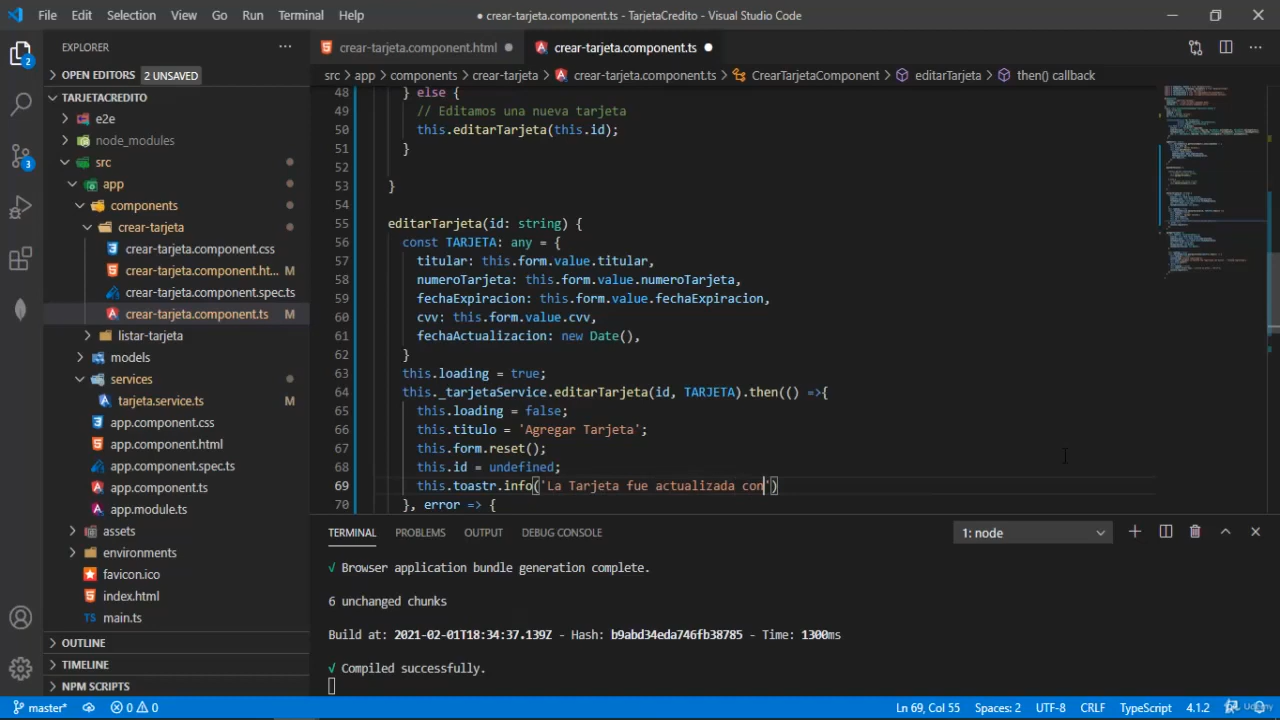 File Edit Selection View Go Run Terminal Help
● crear-tarjeta.component.ts - TarjetaCredito - Visual Studio Code
EXPLORER
OPEN EDITORS 2 UNSAVED
TARJETACREDITO
e2e
node_modules
src
app
components
crear-tarjeta
crear-tarjeta.component.css
crear-tarjeta.component.ht... M
crear-tarjeta.component.spec.ts
crear-tarjeta.component.ts M
listar-tarjeta
models
services
tarjeta.service.ts M
app.component.css
app.component.html
app.component.spec.ts
app.component.ts
app.module.ts
assets
environments
favicon.ico
index.html
TS main.ts
OUTLINE
TIMELINE
NPM SCRIPTS
2
3
crear-tarjeta.component.html
crear-tarjeta.component.ts
src > app > components > crear-tarjeta > crear-tarjeta.component.ts > CrearTarjetaComponent > editarTarjeta > then() callback
48 } else {
49 // Editamos una nueva tarjeta
50 this.editarTarjeta(this.id);
51 }
52
53 }
54
55 editarTarjeta(id: string) {
56 const TARJETA: any = {
57 titular: this.form.value.titular,
58 numeroTarjeta: this.form.value.numeroTarjeta,
59 fechaExpiracion: this.form.value.fechaExpiracion,
60 cvv: this.form.value.cvv,
61 fechaActualizacion: new Date(),
62 }
63 this.loading = true;
64 this._tarjetaService.editarTarjeta(id, TARJETA).then(() =>{
65 this.loading = false;
66 this.titulo = 'Agregar Tarjeta';
67 this.form.reset();
68 this.id = undefined;
69 this.toastr.info('La Tarjeta fue actualizada con')
70 }, error => {
TERMINAL PROBLEMS OUTPUT DEBUG CONSOLE
1: node
√ Browser application bundle generation complete.
6 unchanged chunks
Build at: 2021-02-01T18:34:37.139Z - Hash: b9abd34eda746fb38785 - Time: 1300ms
√ Compiled successfully.
master* 0 0 Ln 69, Col 55 Spaces: 2 UTF-8 CRLF TypeScript 4.1.2
Udemy